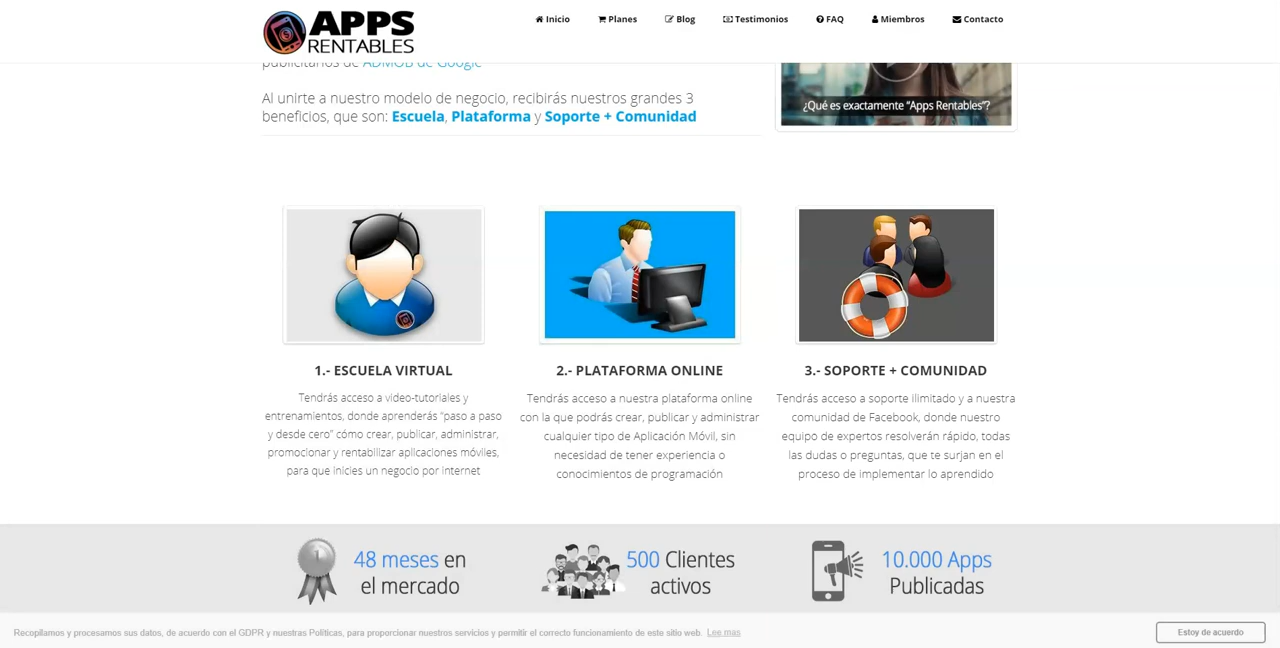 APPS
RENTABLES
Inicio
Planes
Blog
Testimonios
FAQ
Miembros
Contacto
publicitarios de ADMOB de Google
Al unirte a nuestro modelo de negocio, recibirás nuestros grandes 3
beneficios, que son: Escuela, Plataforma y Soporte + Comunidad
¿Qué es exactamente “Apps Rentables”?
1.- ESCUELA VIRTUAL
Tendrás acceso a video-tutoriales y
entrenamientos, donde aprenderás “paso a paso
y desde cero” cómo crear, publicar, administrar,
promocionar y rentabilizar aplicaciones móviles,
para que inicies un negocio por internet
2.- PLATAFORMA ONLINE
Tendrás acceso a nuestra plataforma online
con la que podrás crear, publicar y administrar
cualquier tipo de Aplicación Móvil, sin
necesidad de tener experiencia o
conocimientos de programación
3.- SOPORTE + COMUNIDAD
Tendrás acceso a soporte ilimitado y a nuestra
comunidad de Facebook, donde nuestro
equipo de expertos resolverán rápido, todas
las dudas o preguntas, que te surjan en el
proceso de implementar lo aprendido
1
48 meses en
el mercado
500 Clientes
activos
10.000 Apps
Publicadas
Recopilamos y procesamos sus datos, de acuerdo con el GDPR y nuestras Políticas, para proporcionar nuestros servicios y permitir el correcto funcionamiento de este sitio web. Lee mas
Estoy de acuerdo